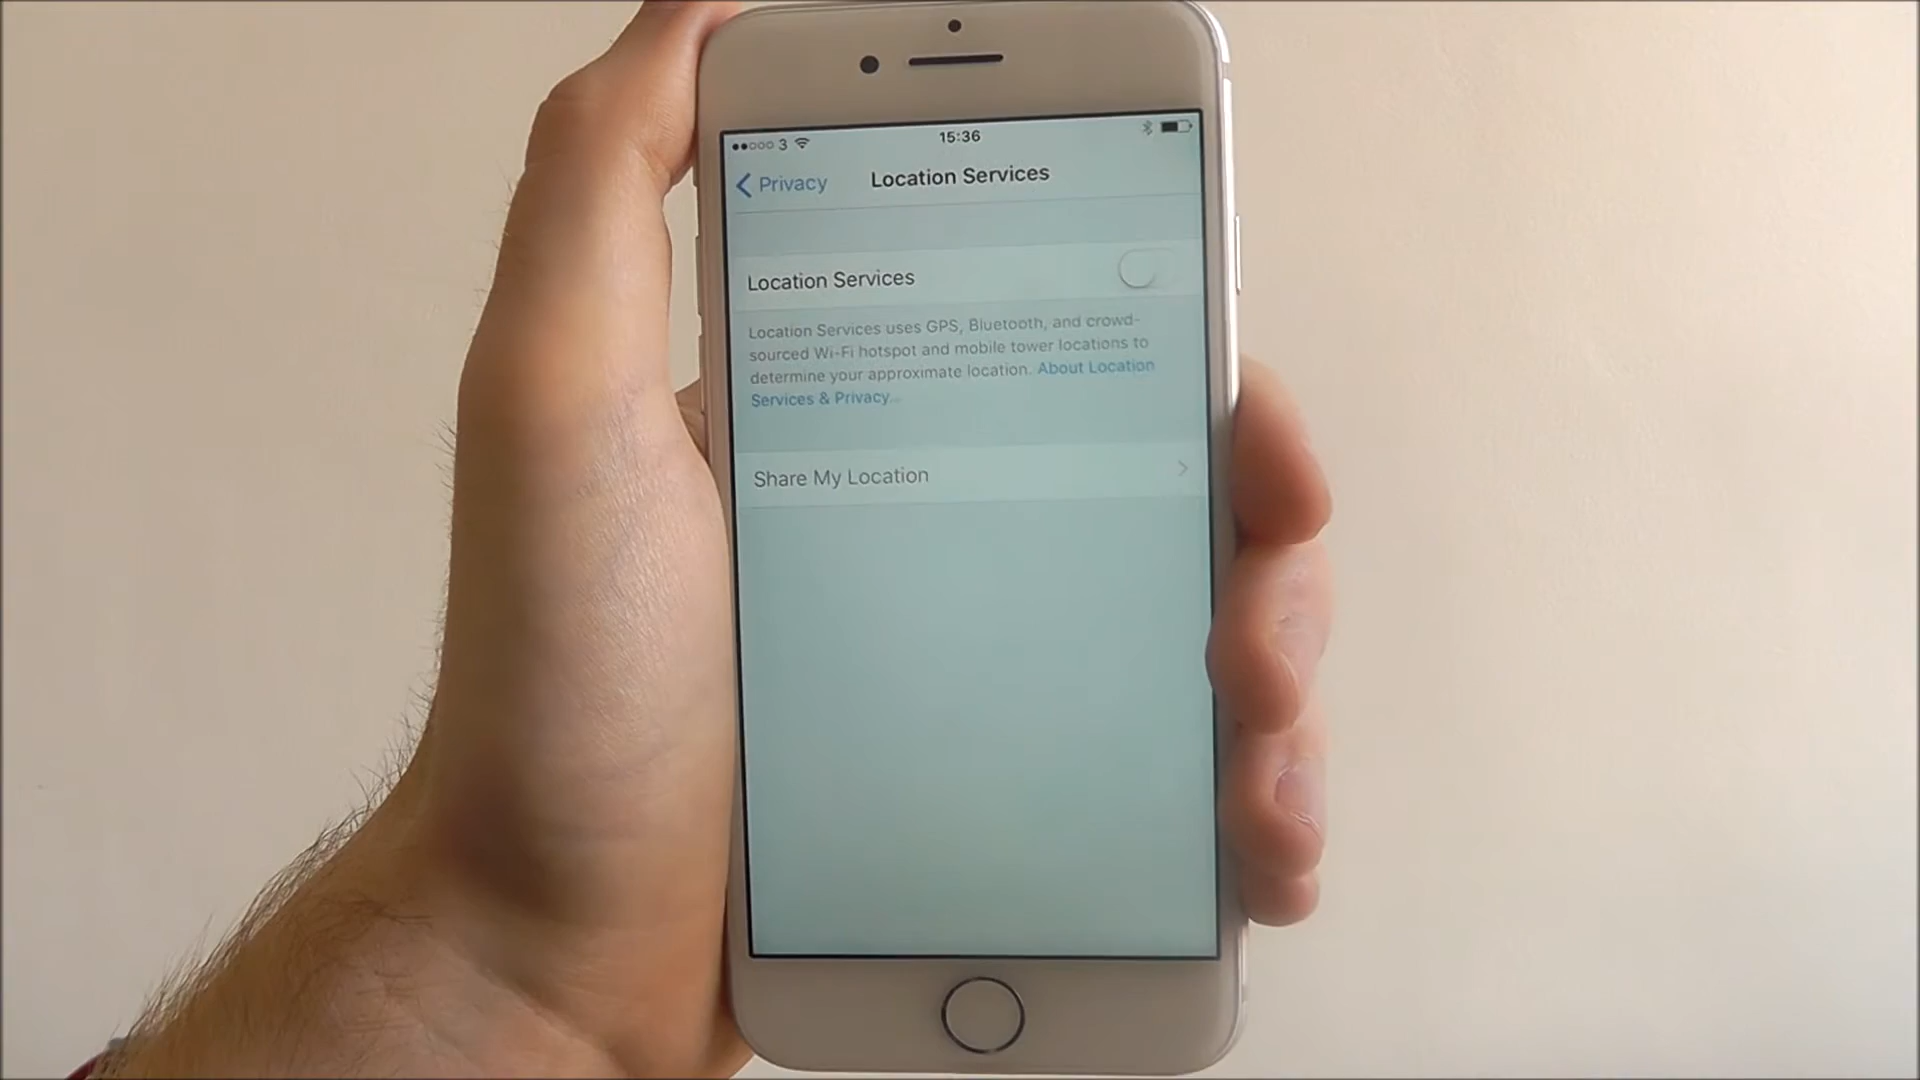 3 15:36
Privacy Location Services
Location Services
Location Services uses GPS, Bluetooth, and crowd-
sourced Wi-Fi hotspot and mobile tower locations to
determine your approximate location. About Location
Services & Privacy...
Share My Location